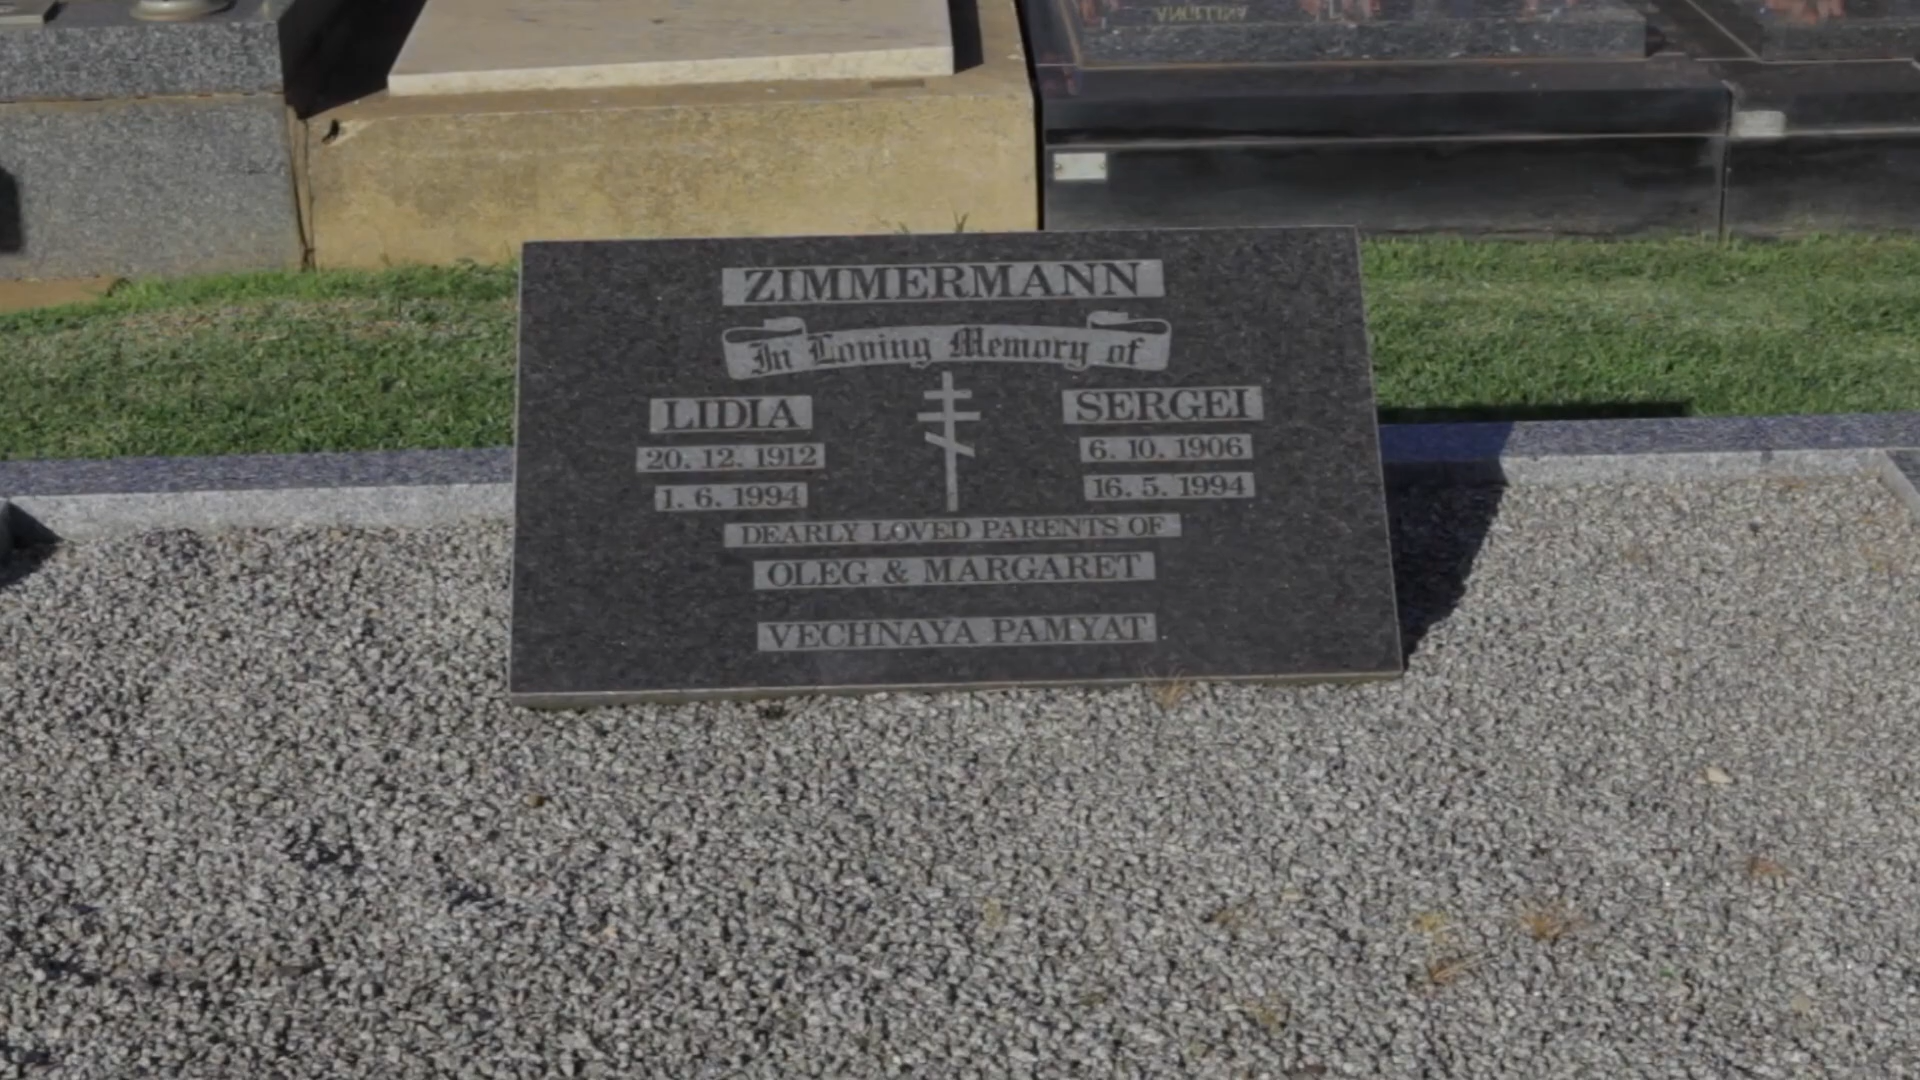 ANGELINA
ZIMMERMANN
In Loving Memory of
LIDIA
20. 12. 1912
1. 6. 1994
SERGEI
6. 10. 1906
16. 5. 1994
DEARLY LOVED PARENTS OF
OLEG & MARGARET
VECHNAYA PAMYAT